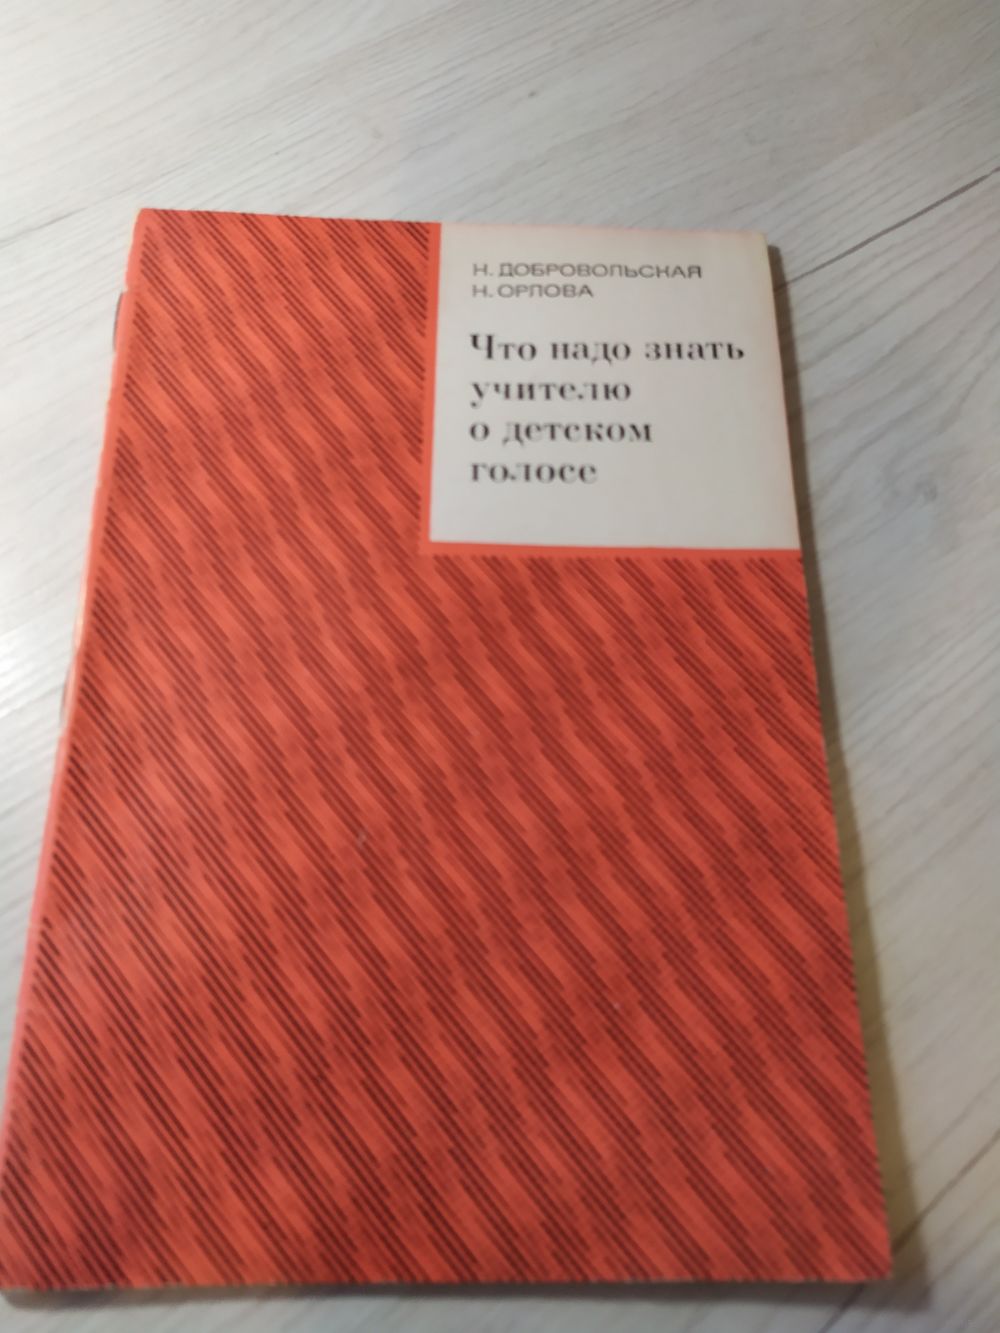 Н. ДОБРОВОЛЬСКАЯ
Н. ОРЛОВА
Что надо знать
учителю
о детском
голосе